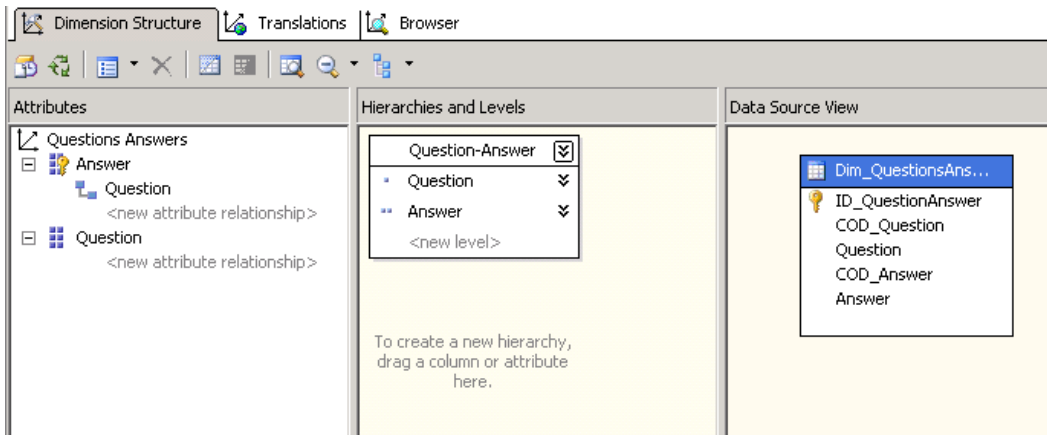 Dimension Structure Translations Browser
Attributes
Questions Answers
Answer
Question
<new attribute relationship>
Question
<new attribute relationship>
Hierarchies and Levels
Question-Answer
Question
Answer
<new level>
To create a new hierarchy,
drag a column or attribute
here.
Data Source View
Dim_QuestionsAns...
ID_QuestionAnswer
COD_Question
Question
COD_Answer
Answer